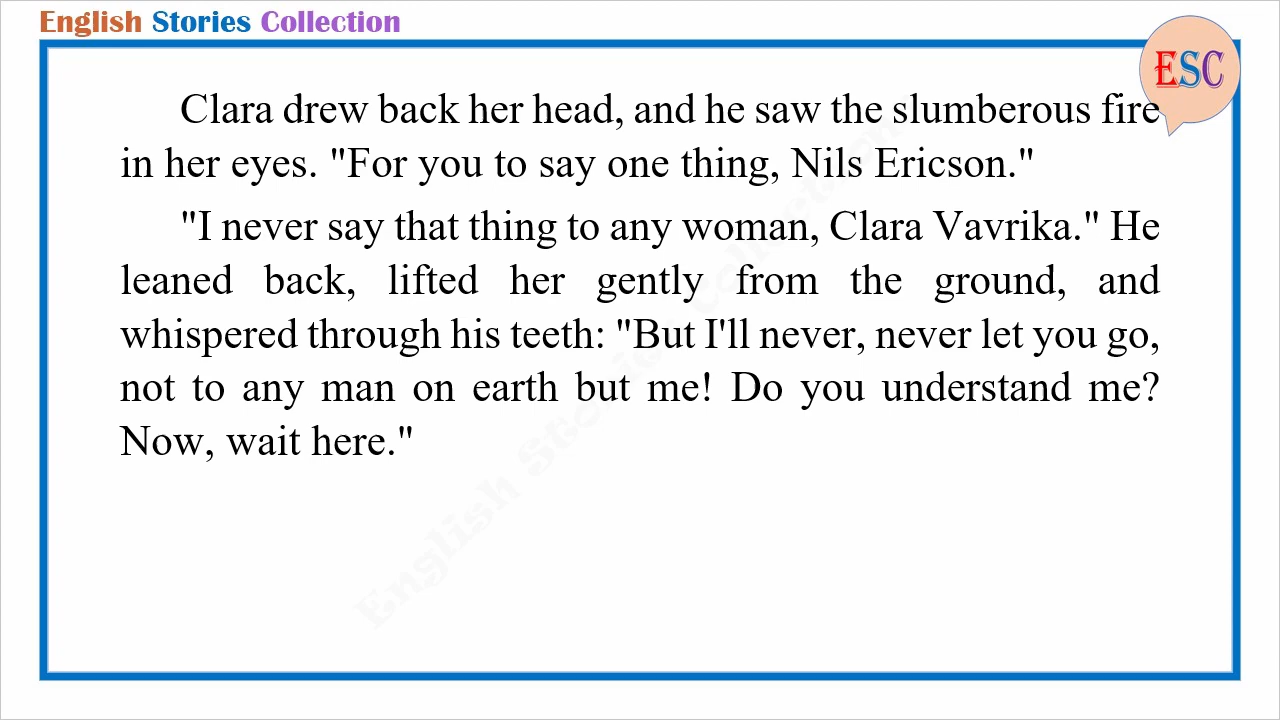 English Stories Collection
ESC
Clara drew back her head, and he saw the slumberous fire
in her eyes. "For you to say one thing, Nils Ericson."
"I never say that thing to any woman, Clara Vavrika." He
leaned back, lifted her gently from the ground, and
whispered through his teeth: "But I'll never, never let you go,
not to any man on earth but me! Do you understand me?
Now, wait here."
English Stories Collection